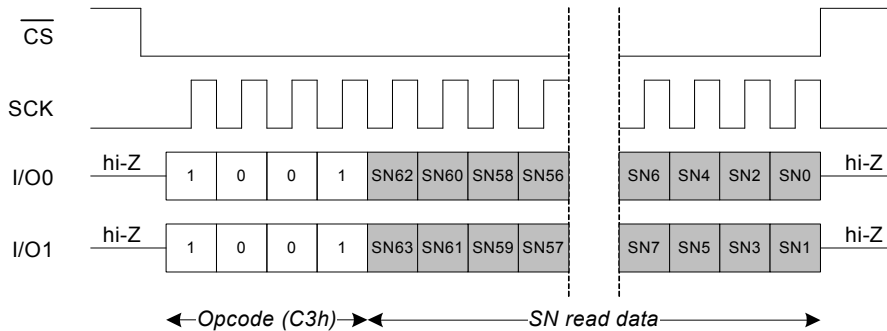 CS
SCK
hi-Z hi-Z
I/O0 1 0 0 1 SN62 SN60 SN58 SN56 SN6 SN4 SN2 SN0
hi-Z hi-Z
I/O1 1 0 0 1 SN63 SN61 SN59 SN57 SN7 SN5 SN3 SN1
Opcode (C3h) SN read data